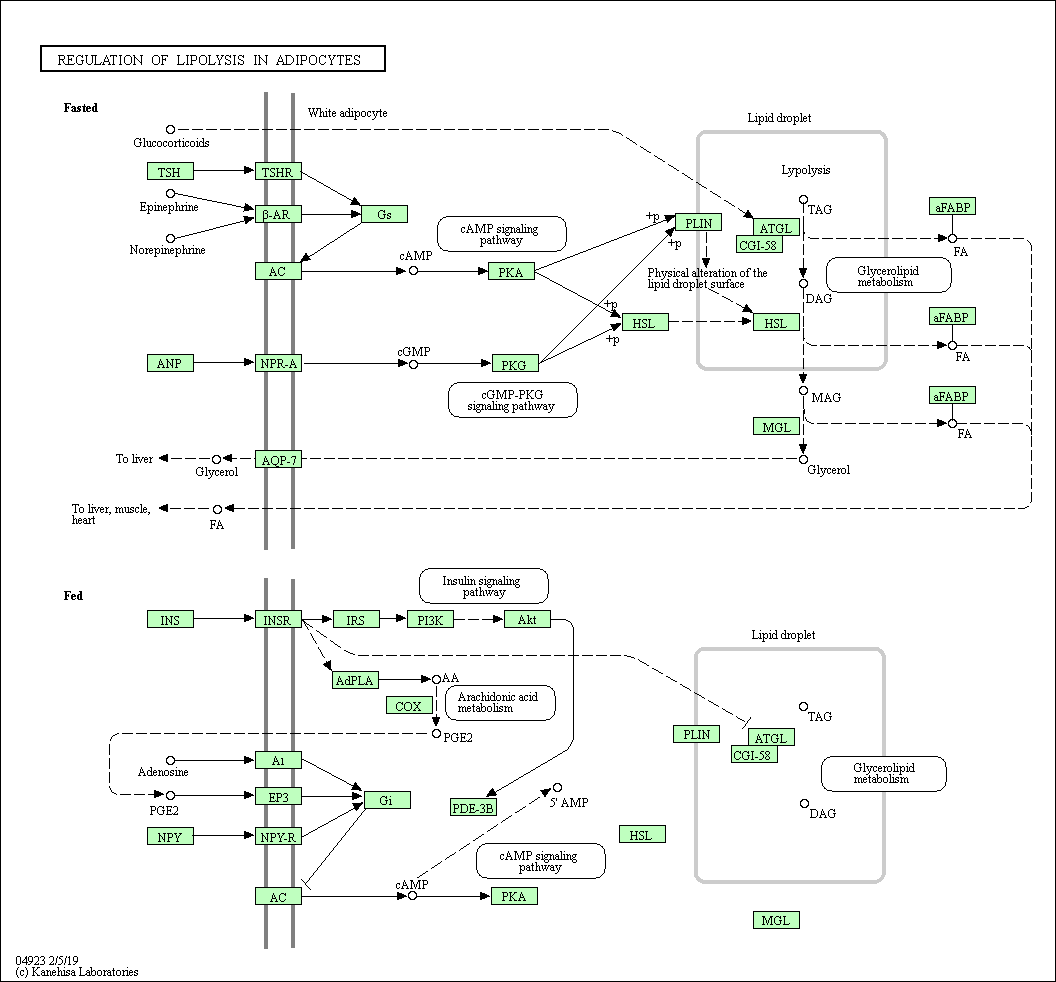 REGULATION OF LIPOLYSIS IN ADIPOCYTES
Fasted
White adipocyte
Lipid droplet
Glucocorticoids
TSH
TSHR
Lypolysis
Epinephrine
β-AR
Gs
Norepinephrine
cAMP signaling
pathway
+p
PLIN
+p
ATGL
CGI-58
TAG
aFABP
FA
AC
cAMP
PKA
Physical alteration of the
lipid droplet surface
Glycerolipid
metabolism
DAG
+p
HSL
+p
HSL
aFABP
FA
ANP
NPR-A
cGMP
PKG
cGMP-PKG
signaling pathway
MAG
aFABP
MGL
FA
To liver
Glycerol
AQP-7
Glycerol
To liver, muscle,
heart
FA
Fed
Insulin signaling
pathway
INS
INSR
IRS
PI3K
Akt
Lipid droplet
AdPLA
AA
COX
Arachidonic acid
metabolism
PGE2
TAG
PLIN
ATGL
CGI-58
Adenosine
A1
Glycerolipid
metabolism
PGE2
EP3
Gi
PDE-3B
5' AMP
DAG
NPY
NPY-R
HSL
cAMP signaling
pathway
AC
cAMP
PKA
MGL
04923 2/5/19
(c) Kanehisa Laboratories